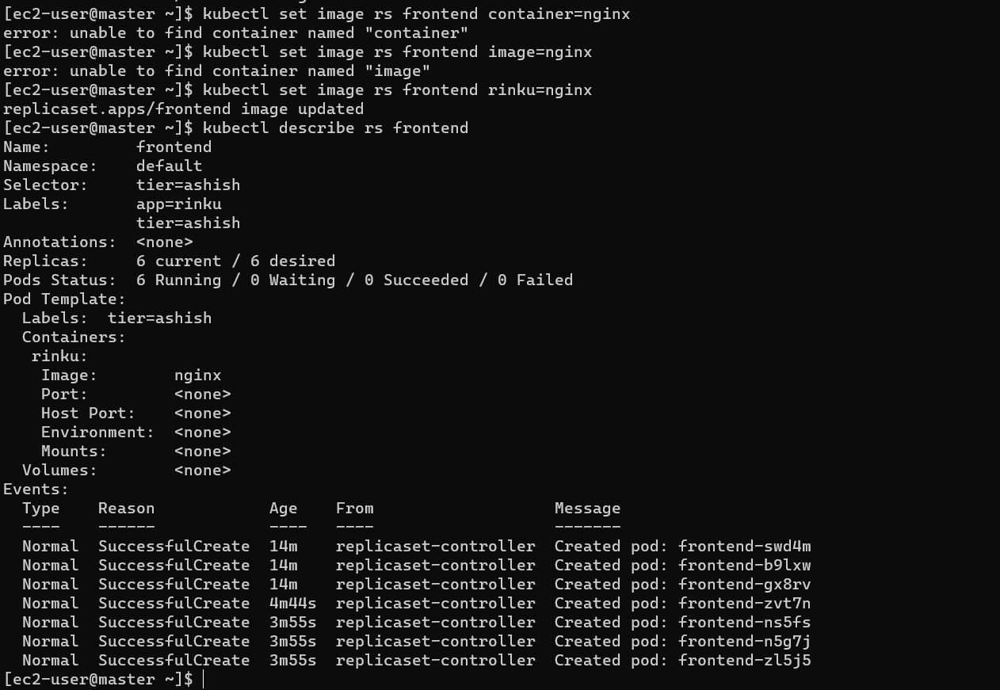 [ec2-user@master ~]$ kubectl set image rs frontend container=nginx
error: unable to find container named "container"
[ec2-user@master ~]$ kubectl set image rs frontend image=nginx
error: unable to find container named "image"
[ec2-user@master ~]$ kubectl set image rs frontend rinku=nginx
replicaset.apps/frontend image updated
[ec2-user@master ~]$ kubectl describe rs frontend
Name:         frontend
Namespace:    default
Selector:     tier=ashish
Labels:       app=rinku
              tier=ashish
Annotations:  <none>
Replicas:     6 current / 6 desired
Pods Status:  6 Running / 0 Waiting / 0 Succeeded / 0 Failed
Pod Template:
  Labels:  tier=ashish
  Containers:
   rinku:
    Image:        nginx
    Port:         <none>
    Host Port:    <none>
    Environment:  <none>
    Mounts:       <none>
  Volumes:        <none>
Events:
  Type    Reason            Age    From                   Message
  ----    ------            ----   ----                   -------
  Normal  SuccessfulCreate  14m    replicaset-controller  Created pod: frontend-swd4m
  Normal  SuccessfulCreate  14m    replicaset-controller  Created pod: frontend-b9lxw
  Normal  SuccessfulCreate  14m    replicaset-controller  Created pod: frontend-gx8rv
  Normal  SuccessfulCreate  4m44s  replicaset-controller  Created pod: frontend-zvt7n
  Normal  SuccessfulCreate  3m55s  replicaset-controller  Created pod: frontend-ns5fs
  Normal  SuccessfulCreate  3m55s  replicaset-controller  Created pod: frontend-n5g7j
  Normal  SuccessfulCreate  3m55s  replicaset-controller  Created pod: frontend-zl5j5
[ec2-user@master ~]$